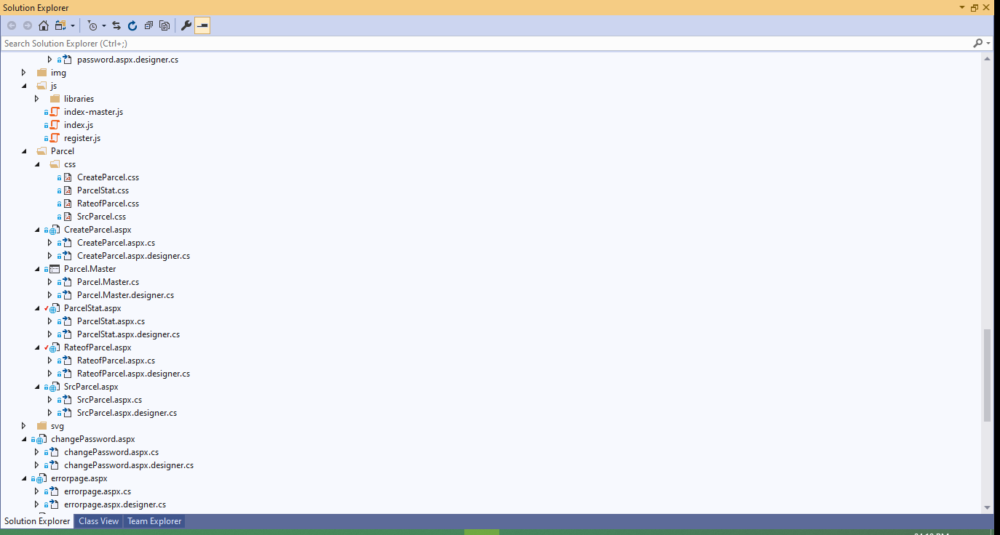 Solution Explorer
Search Solution Explorer (Ctrl+;)
password.aspx.designer.cs
img
js
libraries
index-master.js
index.js
register.js
Parcel
css
CreateParcel.css
ParcelStat.css
RateofParcel.css
SrcParcel.css
CreateParcel.aspx
CreateParcel.aspx.cs
CreateParcel.aspx.designer.cs
Parcel.Master
Parcel.Master.cs
Parcel.Master.designer.cs
ParcelStat.aspx
ParcelStat.aspx.cs
ParcelStat.aspx.designer.cs
RateofParcel.aspx
RateofParcel.aspx.cs
RateofParcel.aspx.designer.cs
SrcParcel.aspx
SrcParcel.aspx.cs
SrcParcel.aspx.designer.cs
svg
changePassword.aspx
changePassword.aspx.cs
changePassword.aspx.designer.cs
errorpage.aspx
errorpage.aspx.cs
errorpage.aspx.designer.cs
Solution Explorer Class View Team Explorer